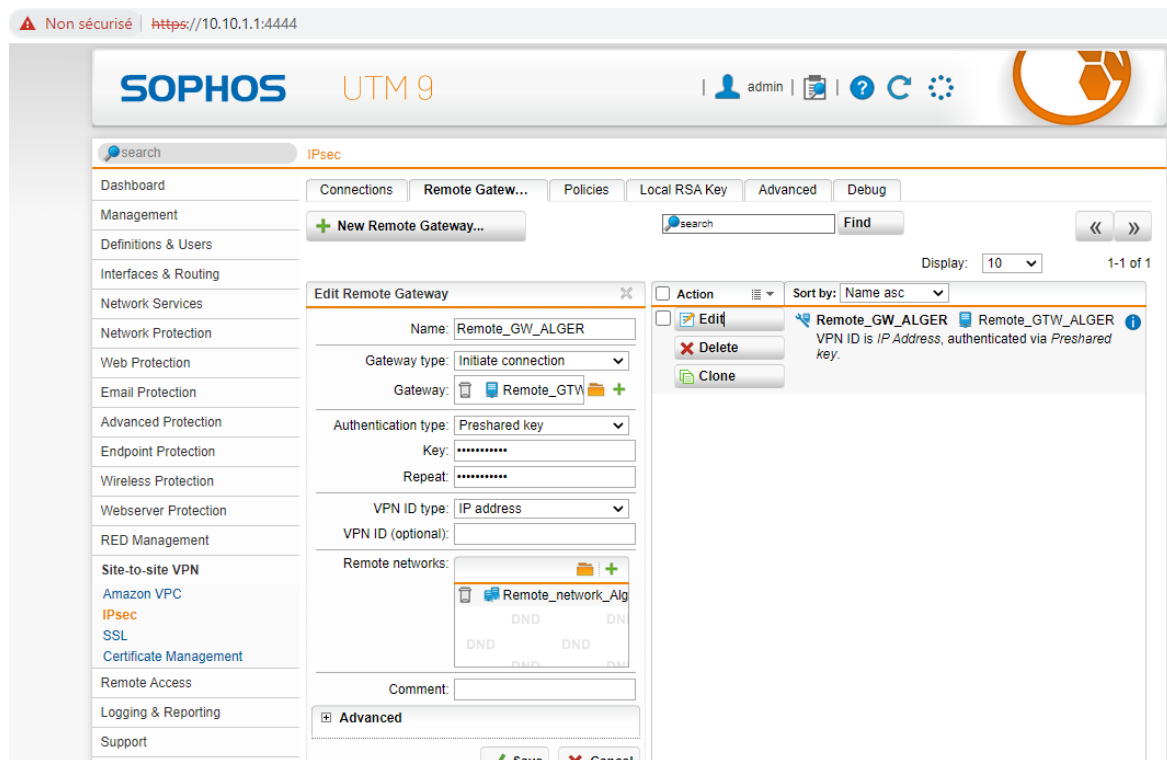 Non sécurisé https://10.10.1.1:4444
SOPHOS UTM 9
admin
search
Dashboard
Management
Definitions & Users
Interfaces & Routing
Network Services
Network Protection
Web Protection
Email Protection
Advanced Protection
Endpoint Protection
Wireless Protection
Webserver Protection
RED Management
Site-to-site VPN
Amazon VPC
IPsec
SSL
Certificate Management
Remote Access
Logging & Reporting
Support
IPsec
Connections Remote Gatew... Policies Local RSA Key Advanced Debug
New Remote Gateway...
search Find
Display: 10 1-1 of 1
Edit Remote Gateway
Name: Remote_GW_ALGER
Gateway type: Initiate connection
Gateway: Remote_GTW
Authentication type: Preshared key
Key: •••••••••••
Repeat: •••••••••••
VPN ID type: IP address
VPN ID (optional):
Remote networks:
Remote_network_Alg
DND DND
DND DND
DND DND
Comment:
Advanced
Save Cancel
Action Sort by: Name asc
Edit
Delete
Clone
Remote_GW_ALGER Remote_GTW_ALGER
VPN ID is IP Address, authenticated via Preshared
key.